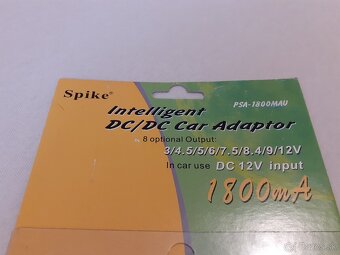 Spike®
PSA-1800MAU
Intelligent
DC/DC Car Adaptor
8 optional Output:
3/4.5/5/6/7.5/8.4/9/12V
In car use DC 12V input
1800mA